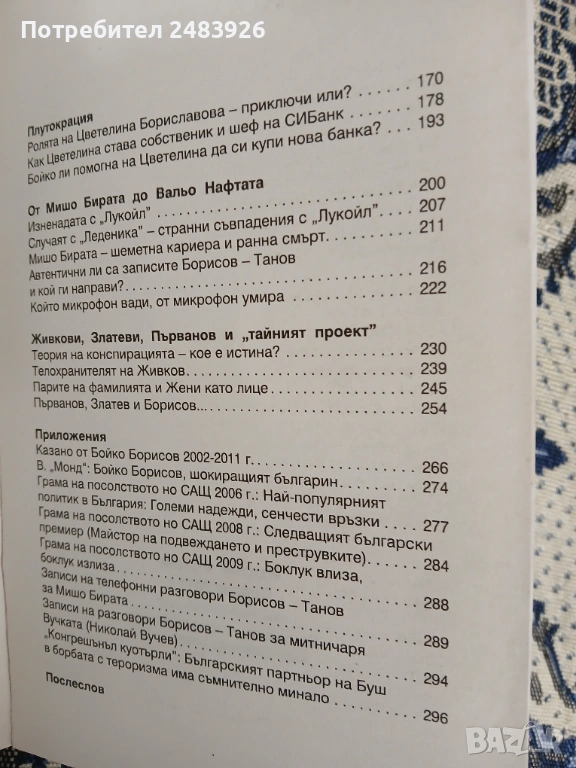 Потребител 2483926
Плутокрация
Ролята на Цветелина Бориславова – приключи или? 170
Как Цветелина става собственик и шеф на СИБанк 178
Бойко ли помогна на Цветелина да си купи нова банка? 193
От Мишо Бирата до Вальо Нафтата
Изненадата с „Лукойл” 200
Случаят с „Леденика” – странни съвпадения с „Лукойл”. 207
Мишо Бирата – шеметна кариера и ранна смърт. 211
Автентични ли са записите Борисов – Танов
и кой ги направи? 216
Който микрофон вади, от микрофон умира 222
Живкови, Златеви, Първанов и „тайният проект”
Теория на конспирацията – кое е истина? 230
Телохранителят на Живков 239
Парите на фамилията и Жени като лице 245
Първанов, Златев и Борисов... 254
Приложения
Казано от Бойко Борисов 2002-2011 г. 266
В. „Монд”: Бойко Борисов, шокиращият българин 274
Грама на посолството но САЩ 2006 г.: Най-популярният
политик в България: Големи надежди, сенчести връзки 277
Грама на посолството но САЩ 2008 г.: Следващият български
премиер (Майстор на подвеждането и преструвките) 284
Грама на посолството но САЩ 2009 г.: Боклук влиза,
боклук излиза 288
Записи на телефонни разговори Борисов – Танов
за Мишо Бирата 289
Записи на разговори Борисов – Танов за митничаря
Вучката (Николай Вучев) 294
„Конгрешънъл куотърли”: Българският партньор на Буш
в борбата с тероризма има съмнително минало 296
Послеслов
BAZAR